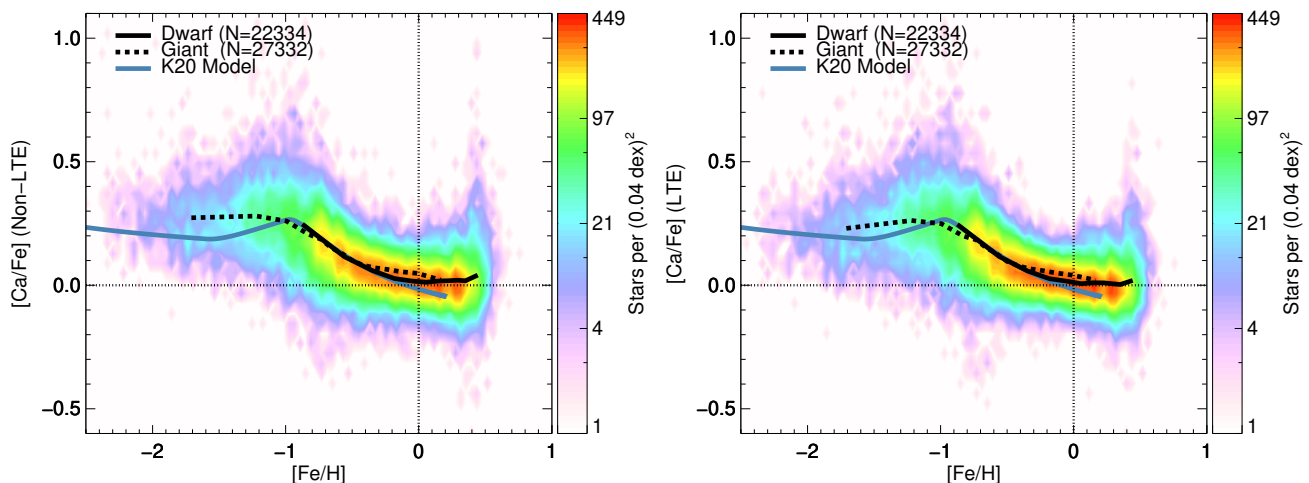 Dwarf (N=22334)
Giant (N=27332)
K20 Model
1.0
0.5
0.0
−0.5
[Ca/Fe] (Non-LTE)
−2
−1
0
1
[Fe/H]
449
97
21
4
1
Stars per (0.04 dex)²
Dwarf (N=22334)
Giant (N=27332)
K20 Model
1.0
0.5
0.0
−0.5
[Ca/Fe] (LTE)
−2
−1
0
1
[Fe/H]
449
97
21
4
1
Stars per (0.04 dex)²